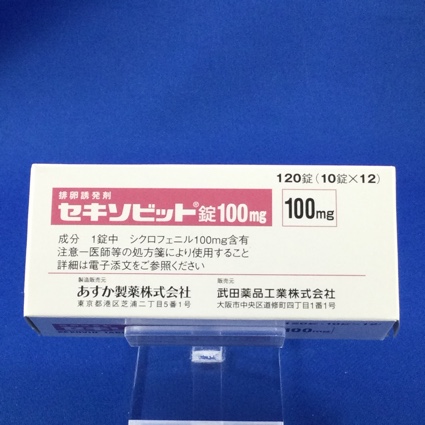 120錠(10錠×12)
排卵誘発剤
セキソビット®錠100mg
100mg
成分 1錠中 シクロフェニル100mg含有
注意－医師等の処方箋により使用すること
詳細は電子添文をご参照ください
製造販売元
あすか製薬株式会社
東京都港区芝浦二丁目5番1号
販売元
武田薬品工業株式会社
大阪市中央区道修町四丁目1番1号
100mg